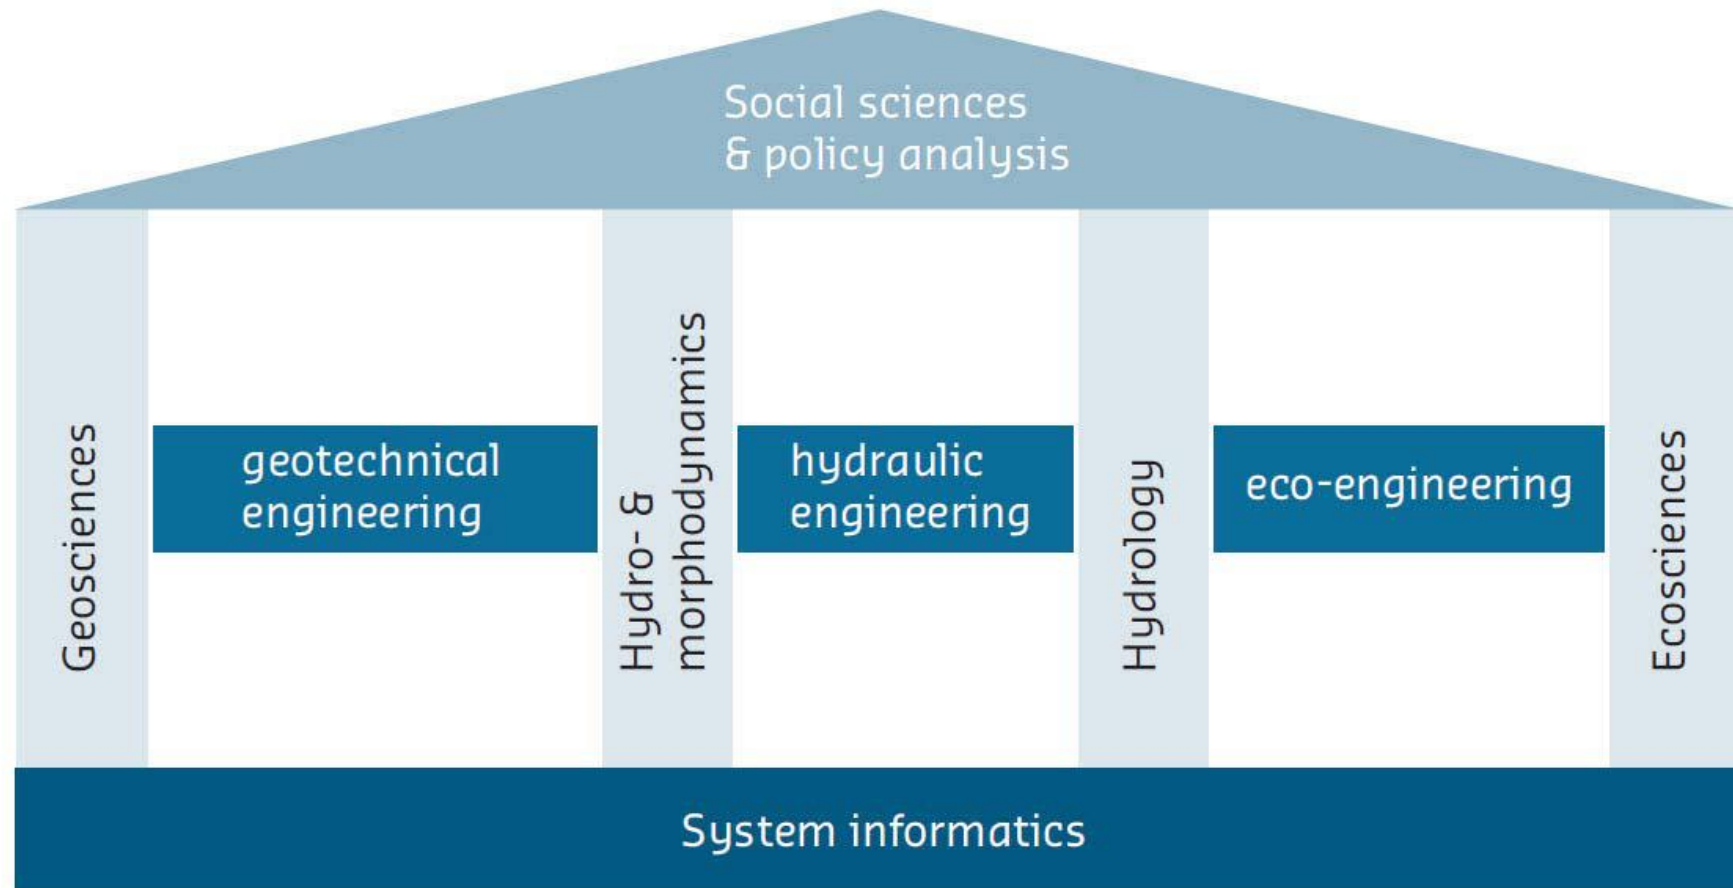 Social sciences
& policy analysis
Geosciences
geotechnical
engineering
Hydro- &
morphodynamics
hydraulic
engineering
Hydrology
eco-engineering
Ecosciences
System informatics